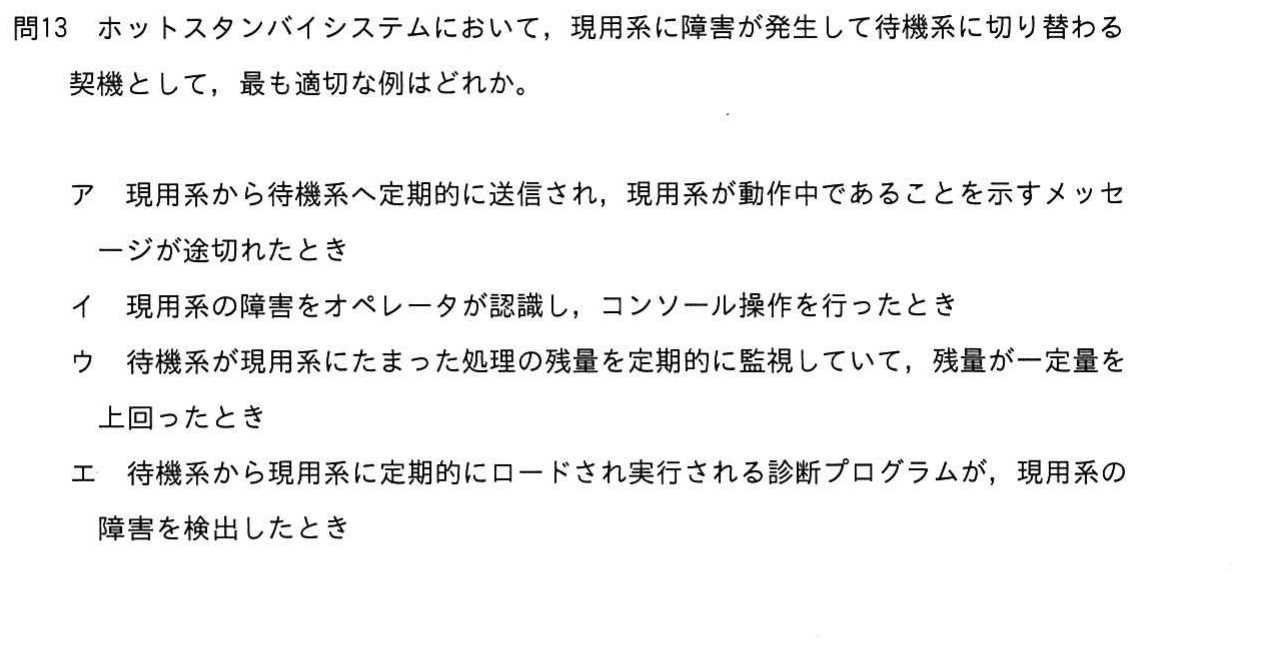 問13 ホットスタンバイシステムにおいて，現用系に障害が発生して待機系に切り替わる
契機として，最も適切な例はどれか。
ア 現用系から待機系へ定期的に送信され，現用系が動作中であることを示すメッセ
ージが途切れたとき
イ 現用系の障害をオペレータが認識し，コンソール操作を行ったとき
ウ 待機系が現用系にたまった処理の残量を定期的に監視していて，残量が一定量を
上回ったとき
エ 待機系から現用系に定期的にロードされ実行される診断プログラムが，現用系の
障害を検出したとき